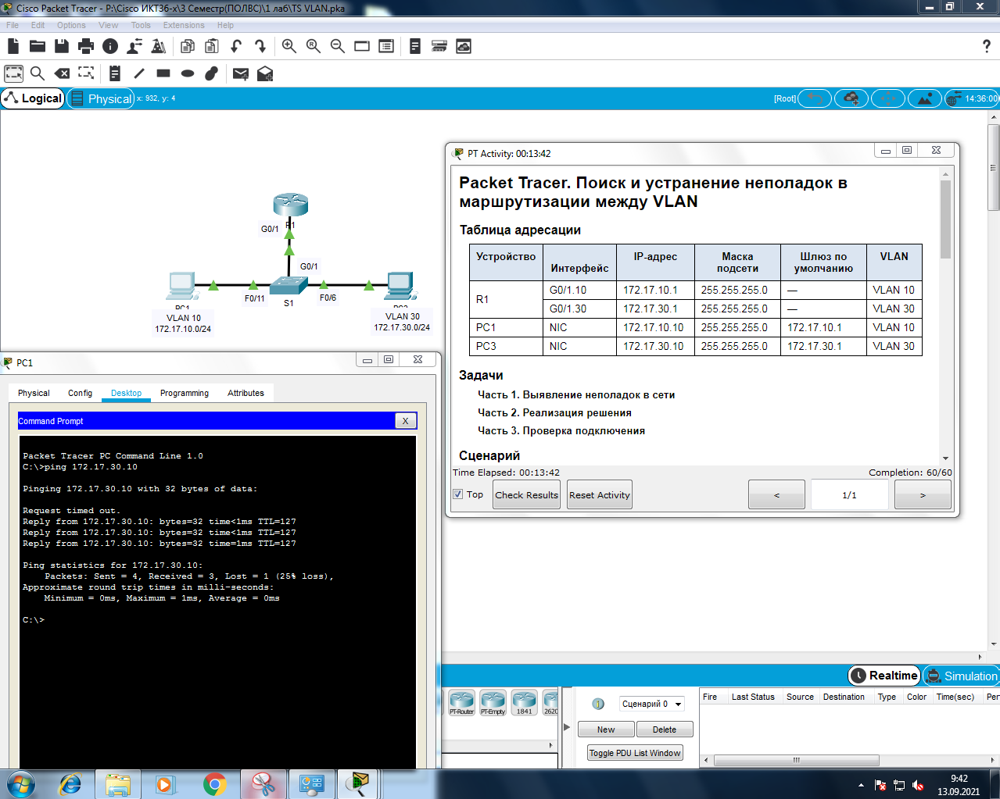 Cisco Packet Tracer - P:\Cisco ИКТ36-х\3 Семестр(ПОЛВС)\1 лаб\TS VLAN.pka
File Edit Options View Tools Extensions Help
Logical Physical x: 932, y: 4 [Root] 14:36:00
R1
G0/1
G0/1
F0/11 S1 F0/6
PC1
VLAN 10
172.17.10.0/24
VLAN 30
172.17.30.0/24
PT Activity: 00:13:42
Packet Tracer. Поиск и устранение неполадок в
маршрутизации между VLAN
Таблица адресации
Устройство Интерфейс IP-адрес Маска подсети Шлюз по умолчанию VLAN
R1 G0/1.10 172.17.10.1 255.255.255.0 — VLAN 10
G0/1.30 172.17.30.1 255.255.255.0 — VLAN 30
PC1 NIC 172.17.10.10 255.255.255.0 172.17.10.1 VLAN 10
PC3 NIC 172.17.30.10 255.255.255.0 172.17.30.1 VLAN 30
Задачи
Часть 1. Выявление неполадок в сети
Часть 2. Реализация решения
Часть 3. Проверка подключения
Сценарий
Time Elapsed: 00:13:42 Completion: 60/60
Top Check Results Reset Activity < 1/1 >
PC1
Physical Config Desktop Programming Attributes
Command Prompt X
Packet Tracer PC Command Line 1.0
C:\>ping 172.17.30.10
Pinging 172.17.30.10 with 32 bytes of data:
Request timed out.
Reply from 172.17.30.10: bytes=32 time<1ms TTL=127
Reply from 172.17.30.10: bytes=32 time<1ms TTL=127
Reply from 172.17.30.10: bytes=32 time=1ms TTL=127
Ping statistics for 172.17.30.10:
Packets: Sent = 4, Received = 3, Lost = 1 (25% loss),
Approximate round trip times in milli-seconds:
Minimum = 0ms, Maximum = 1ms, Average = 0ms
C:\>
Realtime Simulation
PT-Router PT-Empty 1841 2620
Сценарий 0
New Delete
Toggle PDU List Window
Fire Last Status Source Destination Type Color Time(sec) Per
9:42
13.09.2021